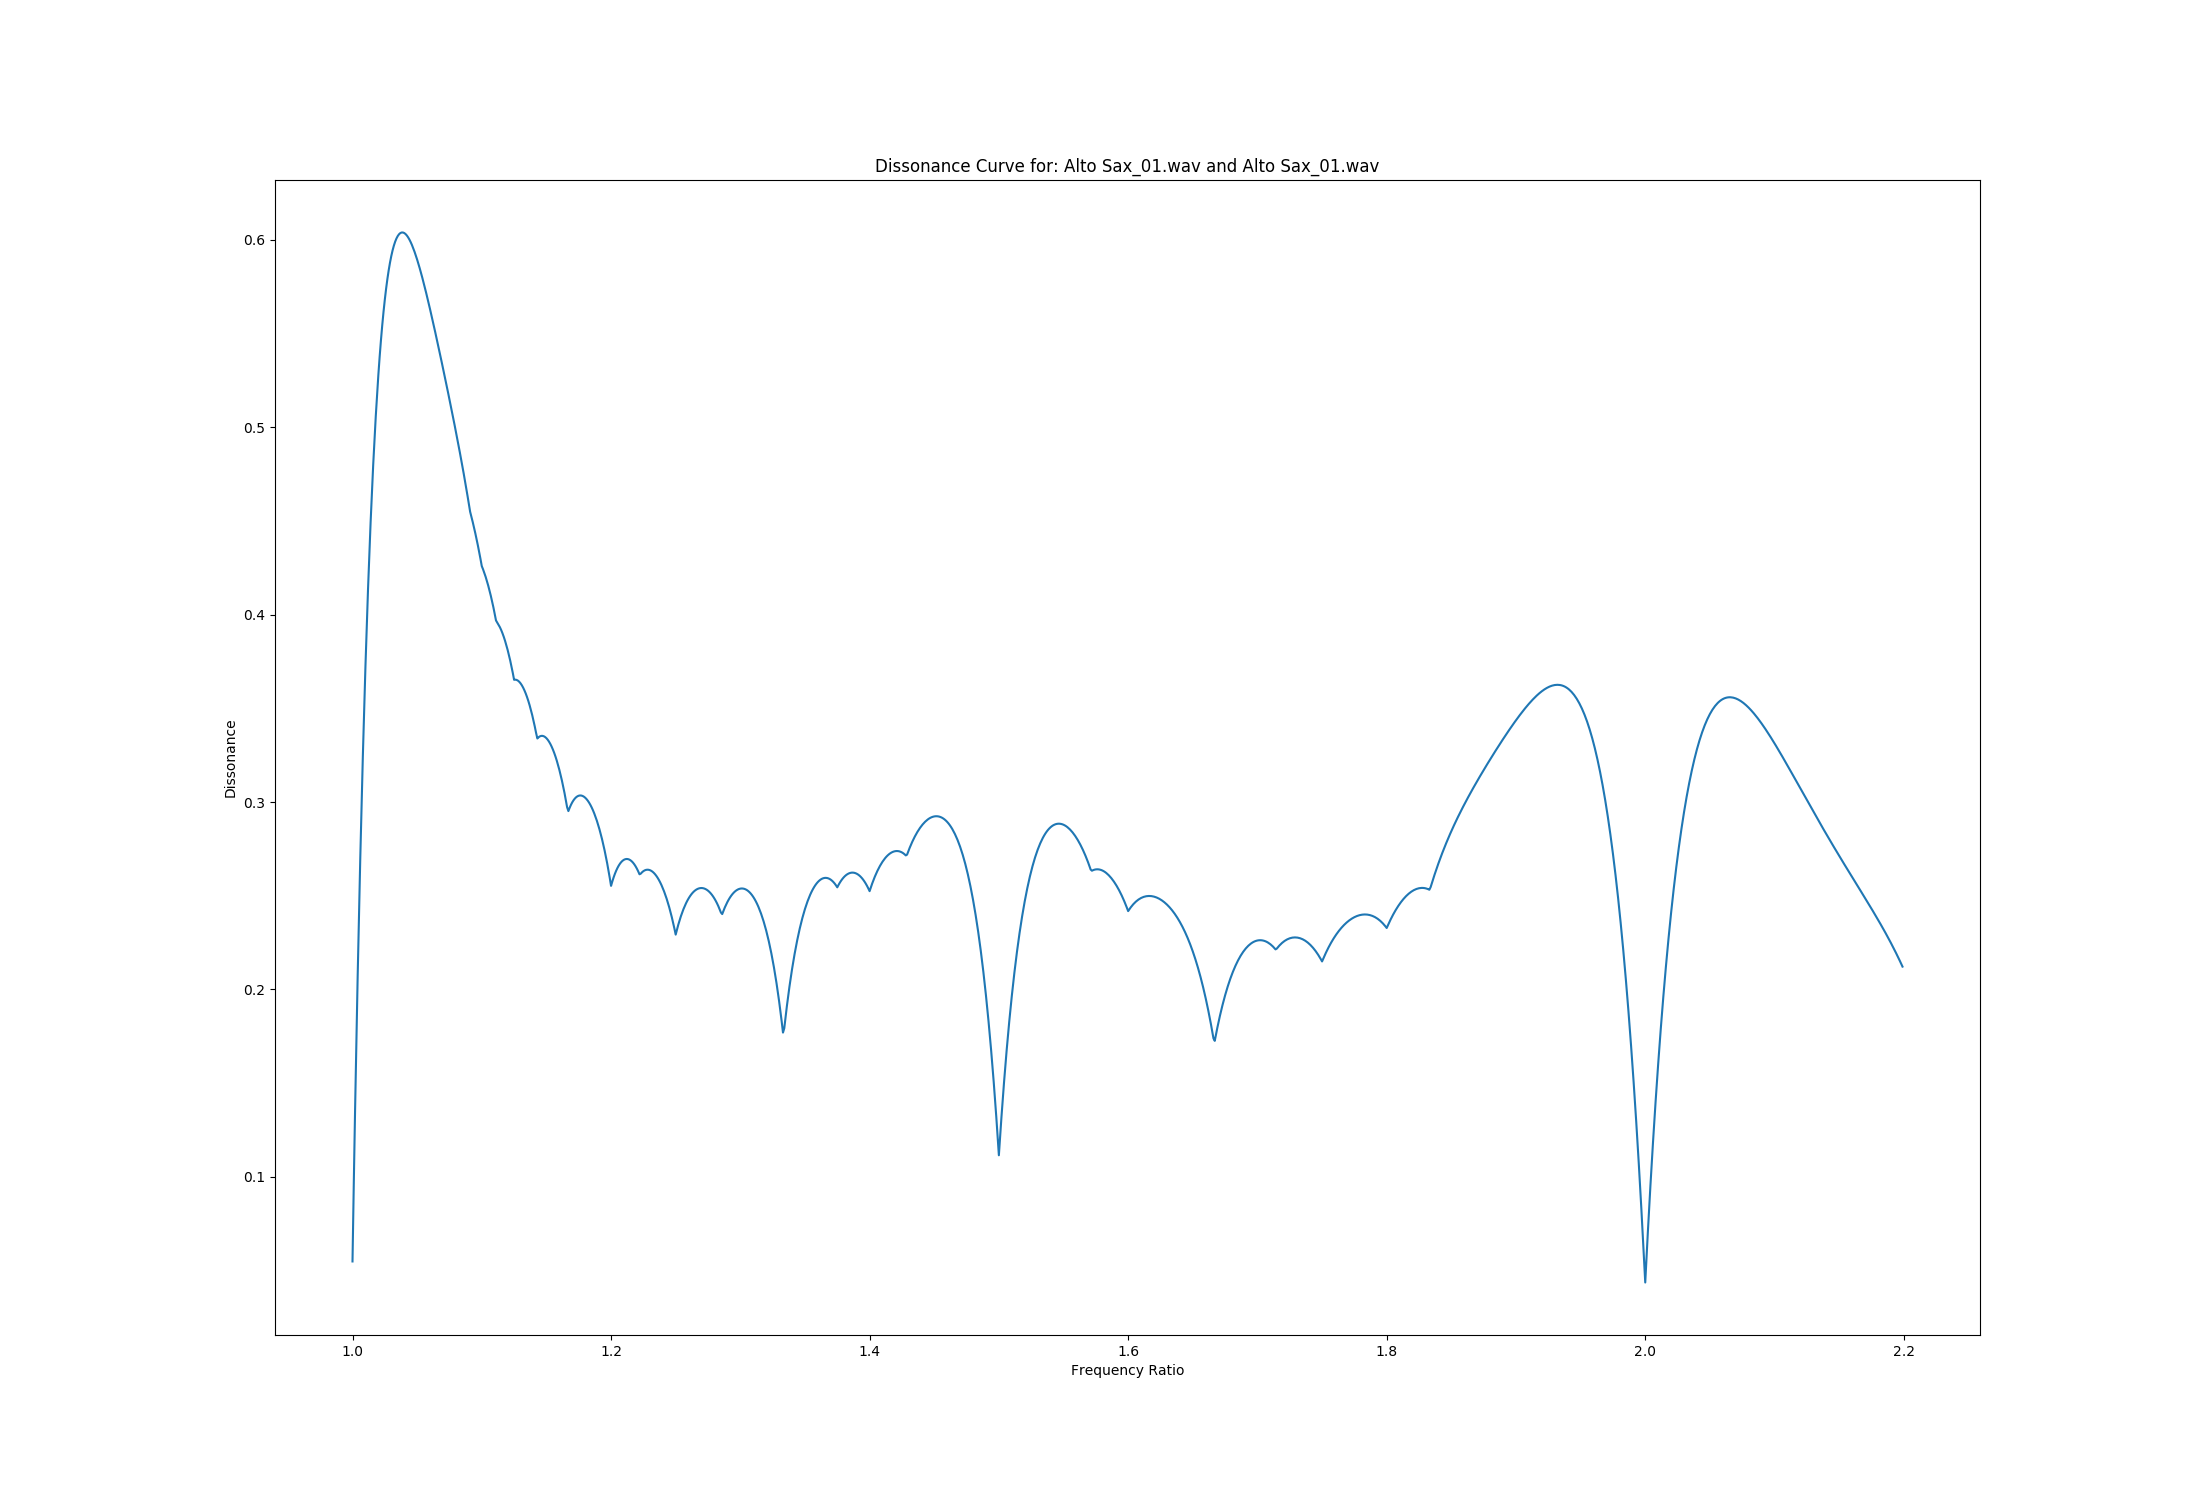 Dissonance Curve for: Alto Sax_01.wav and Alto Sax_01.wav
0.6
0.5
0.4
0.3
0.2
0.1
Dissonance
1.0 1.2 1.4 1.6 1.8 2.0 2.2
Frequency Ratio